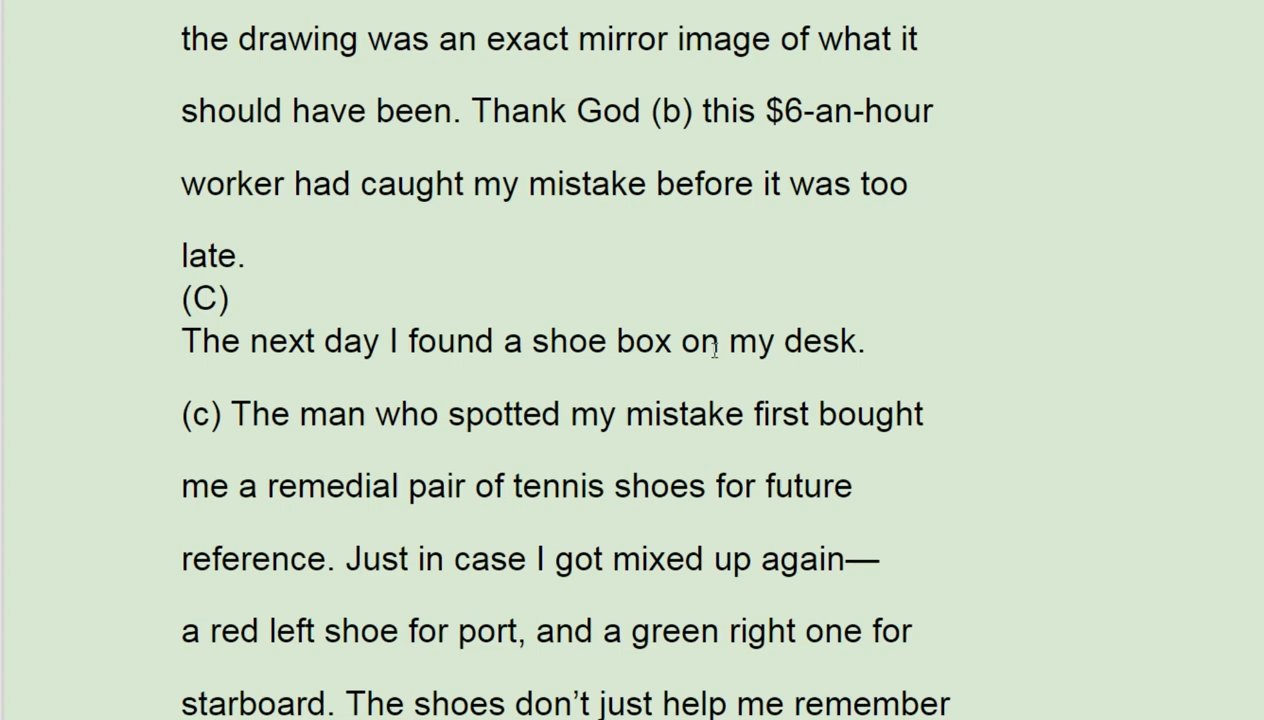 the drawing was an exact mirror image of what it
should have been. Thank God (b) this $6-an-hour
worker had caught my mistake before it was too
late.
(C)
The next day I found a shoe box on my desk.
(c) The man who spotted my mistake first bought
me a remedial pair of tennis shoes for future
reference. Just in case I got mixed up again—
a red left shoe for port, and a green right one for
starboard. The shoes don’t just help me remember